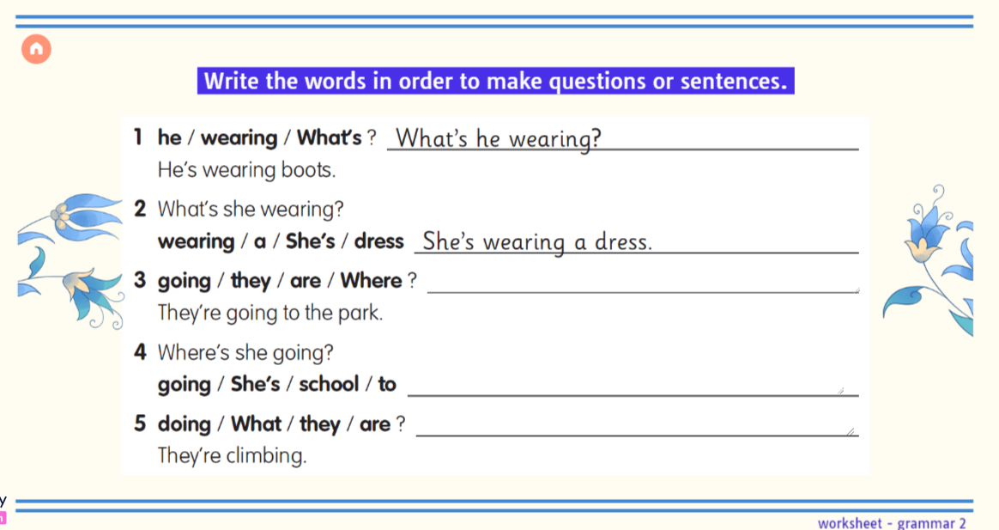 Write the words in order to make questions or sentences.
1 he / wearing / What's ? What's he wearing?
He's wearing boots.
2 What's she wearing?
wearing / a / She's / dress She's wearing a dress.
3 going / they / are / Where ?
They're going to the park.
4 Where's she going?
going / She's / school / to
5 doing / What / they / are ?
They're climbing.
y
worksheet - grammar 2